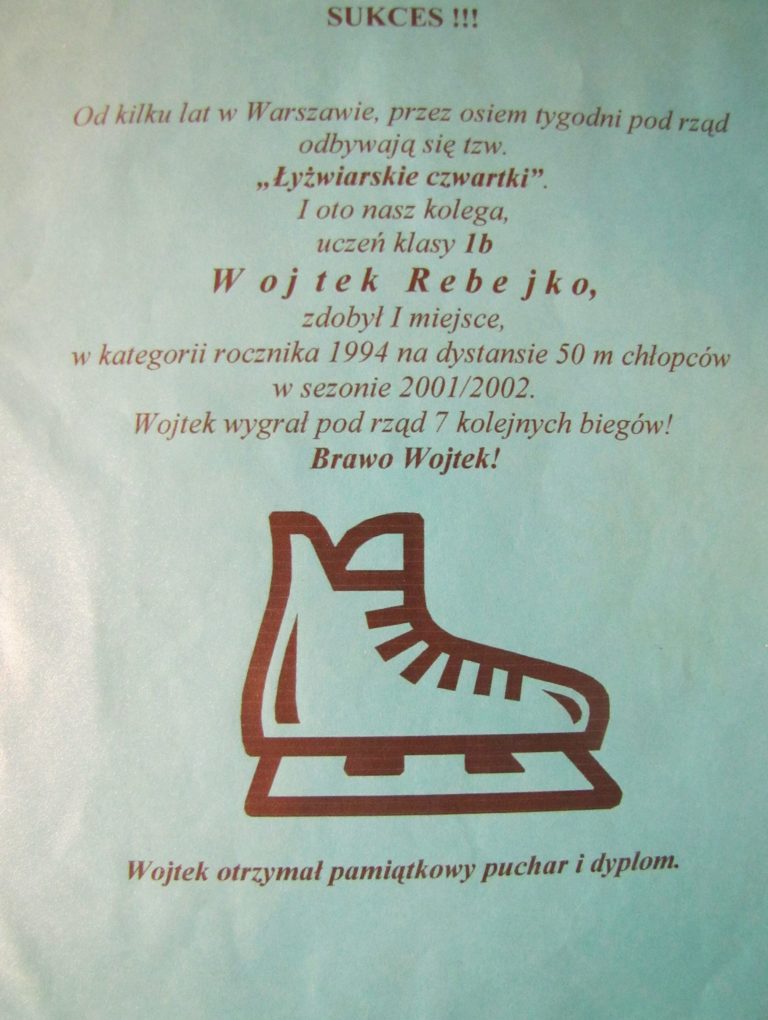 SUKCES !!!
Od kilku lat w Warszawie, przez osiem tygodni pod rząd
odbywają się tzw.
„Łyżwiarskie czwartki”.
I oto nasz kolega,
uczeń klasy 1b
Wojtek Rebejko,
zdobył I miejsce,
w kategorii rocznika 1994 na dystansie 50 m chłopców
w sezonie 2001/2002.
Wojtek wygrał pod rząd 7 kolejnych biegów!
Brawo Wojtek!
Wojtek otrzymał pamiątkowy puchar i dyplom.